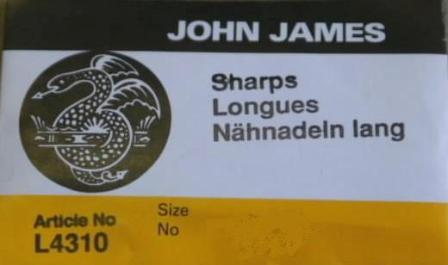 JOHN JAMES
Sharps
Longues
Nähnadeln lang
Article No
L4310
Size
No